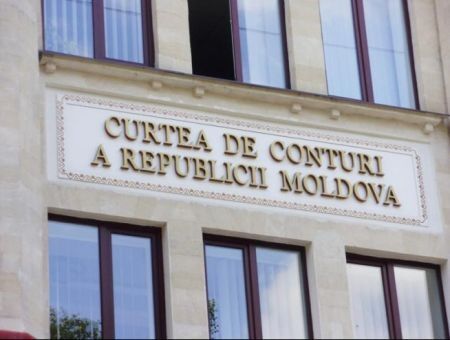 CURTEA DE CONTURI
A REPUBLICII MOLDOVA